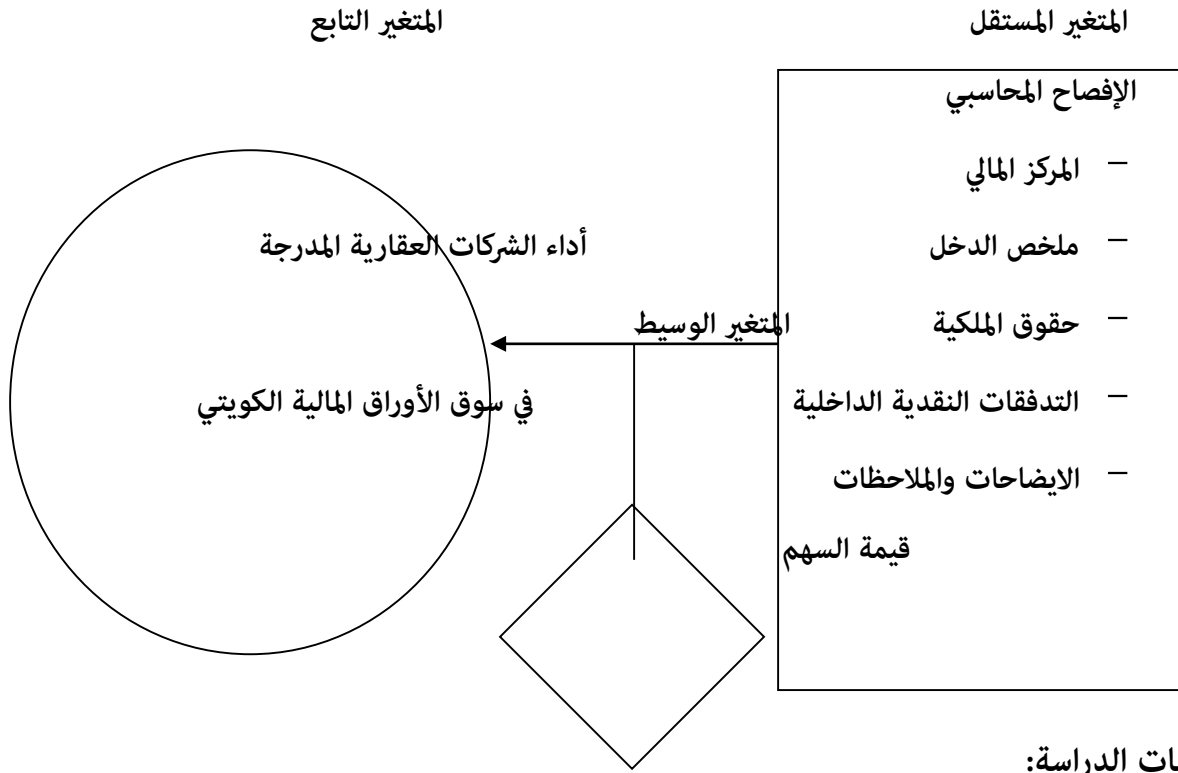 المتغير المستقل
المتغير التابع
الإفصاح المحاسبي
– المركز المالي
– ملخص الدخل
أداء الشركات العقارية المدرجة
– حقوق الملكية
المتغير الوسيط
– التدفقات النقدية الداخلية
في سوق الأوراق المالية الكويتي
– الايضاحات والملاحظات
قيمة السهم
الدراسة: